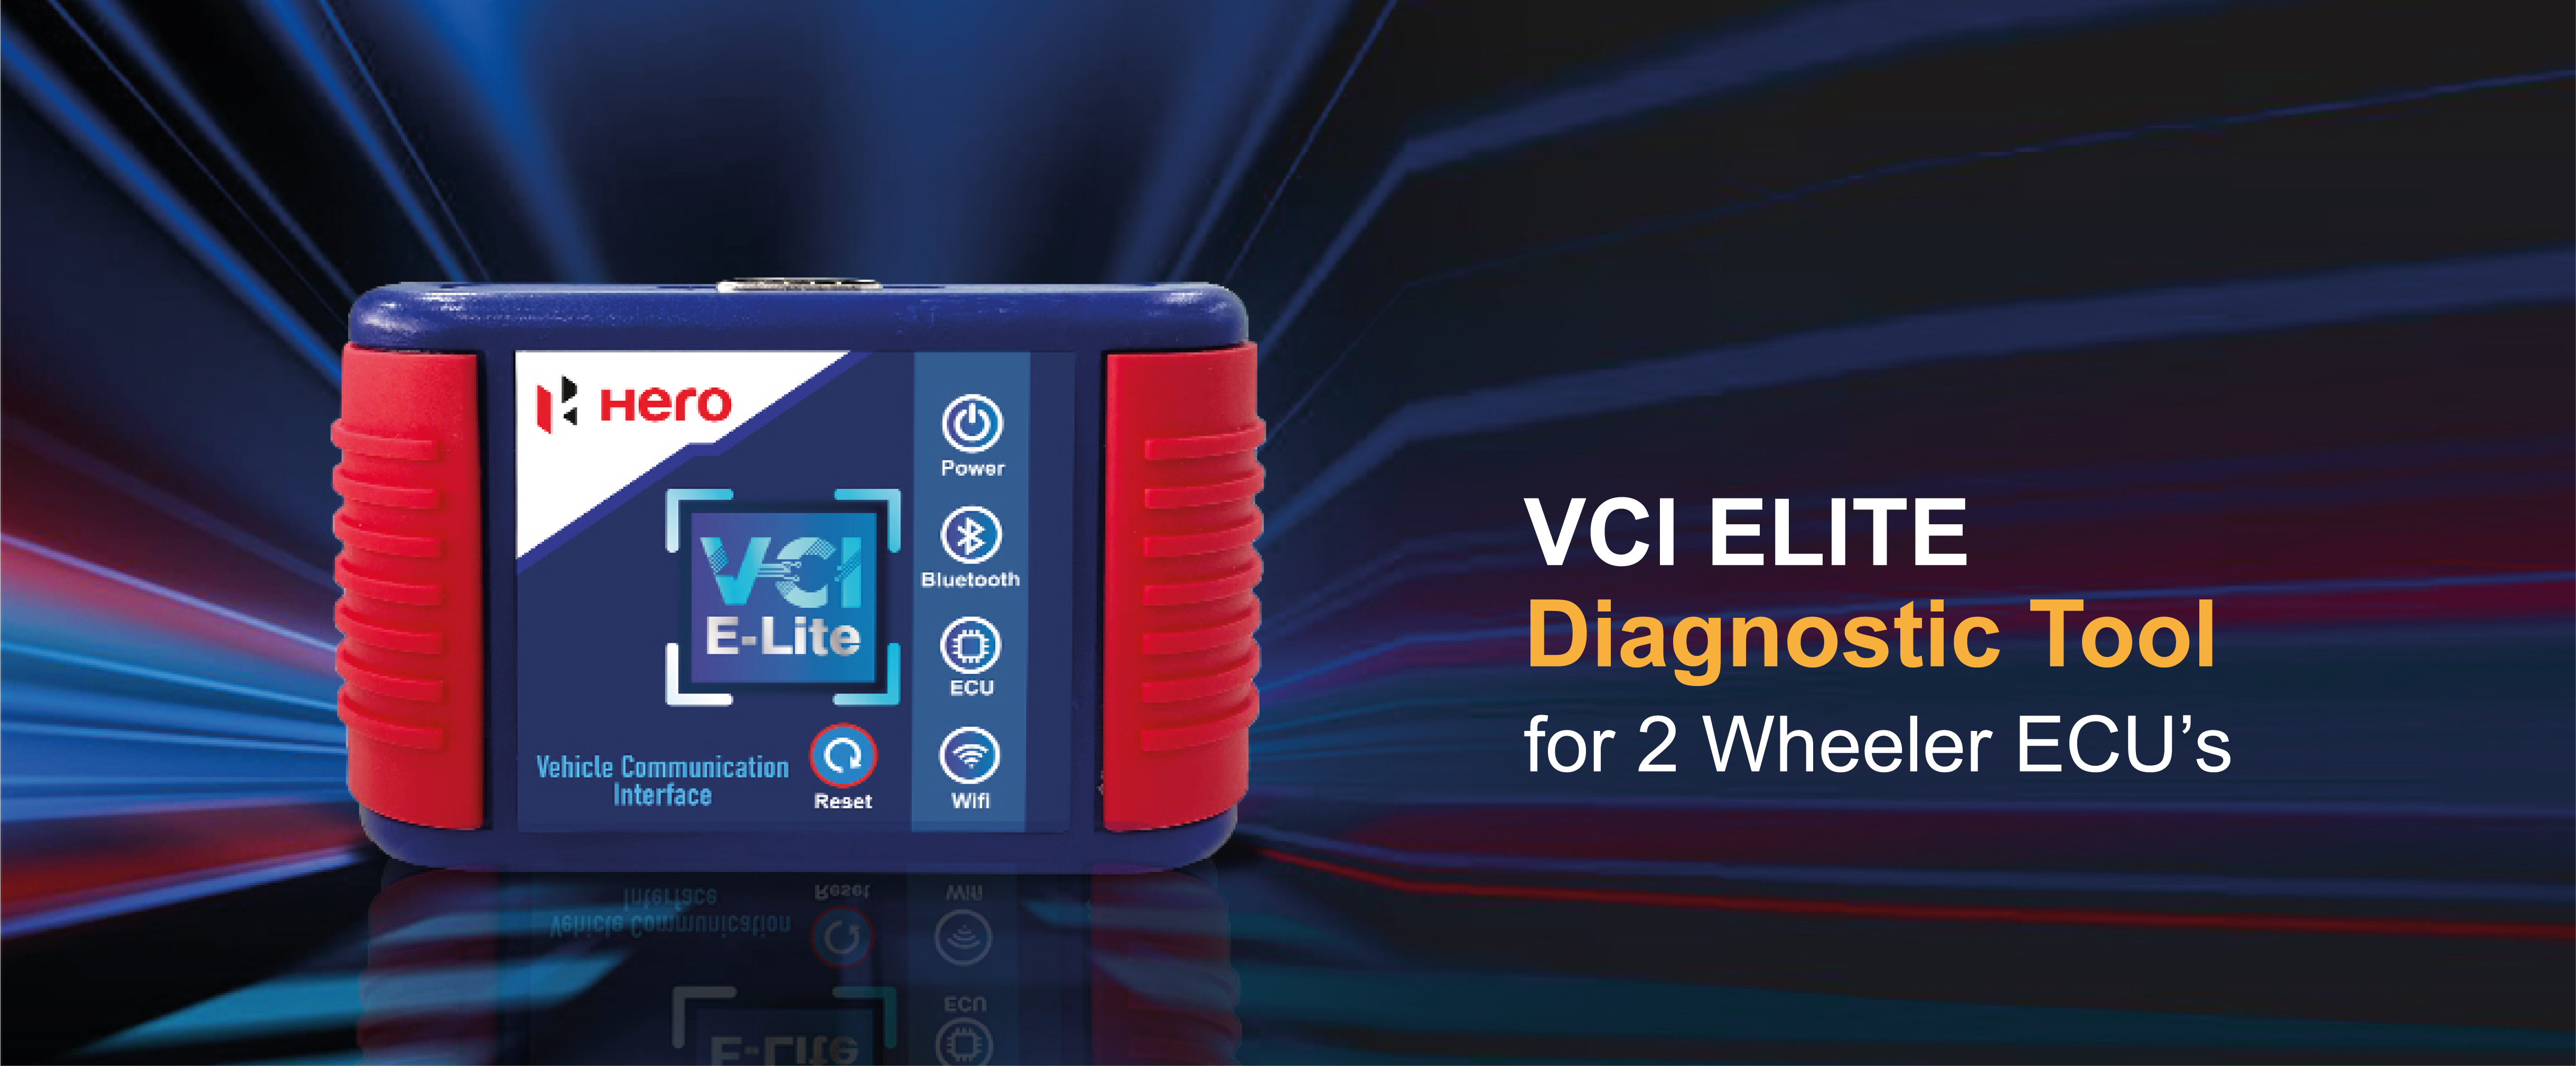 Hero
Power
Bluetooth
VCI
E-Lite
ECU
Vehicle Communication
Interface
Reset
Wifi
VCI ELITE
Diagnostic Tool
for 2 Wheeler ECU’s